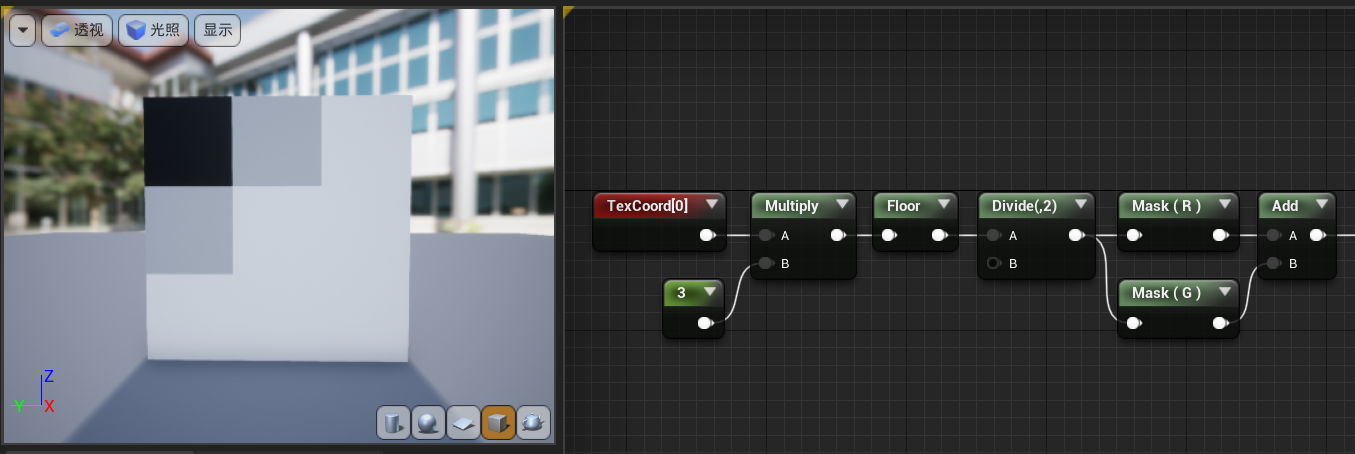 透视
光照
显示
Z
Y
X
TexCoord[0]
Multiply
A
B
3
Floor
Divide(,2)
A
B
Mask ( R )
Mask ( G )
Add
A
B